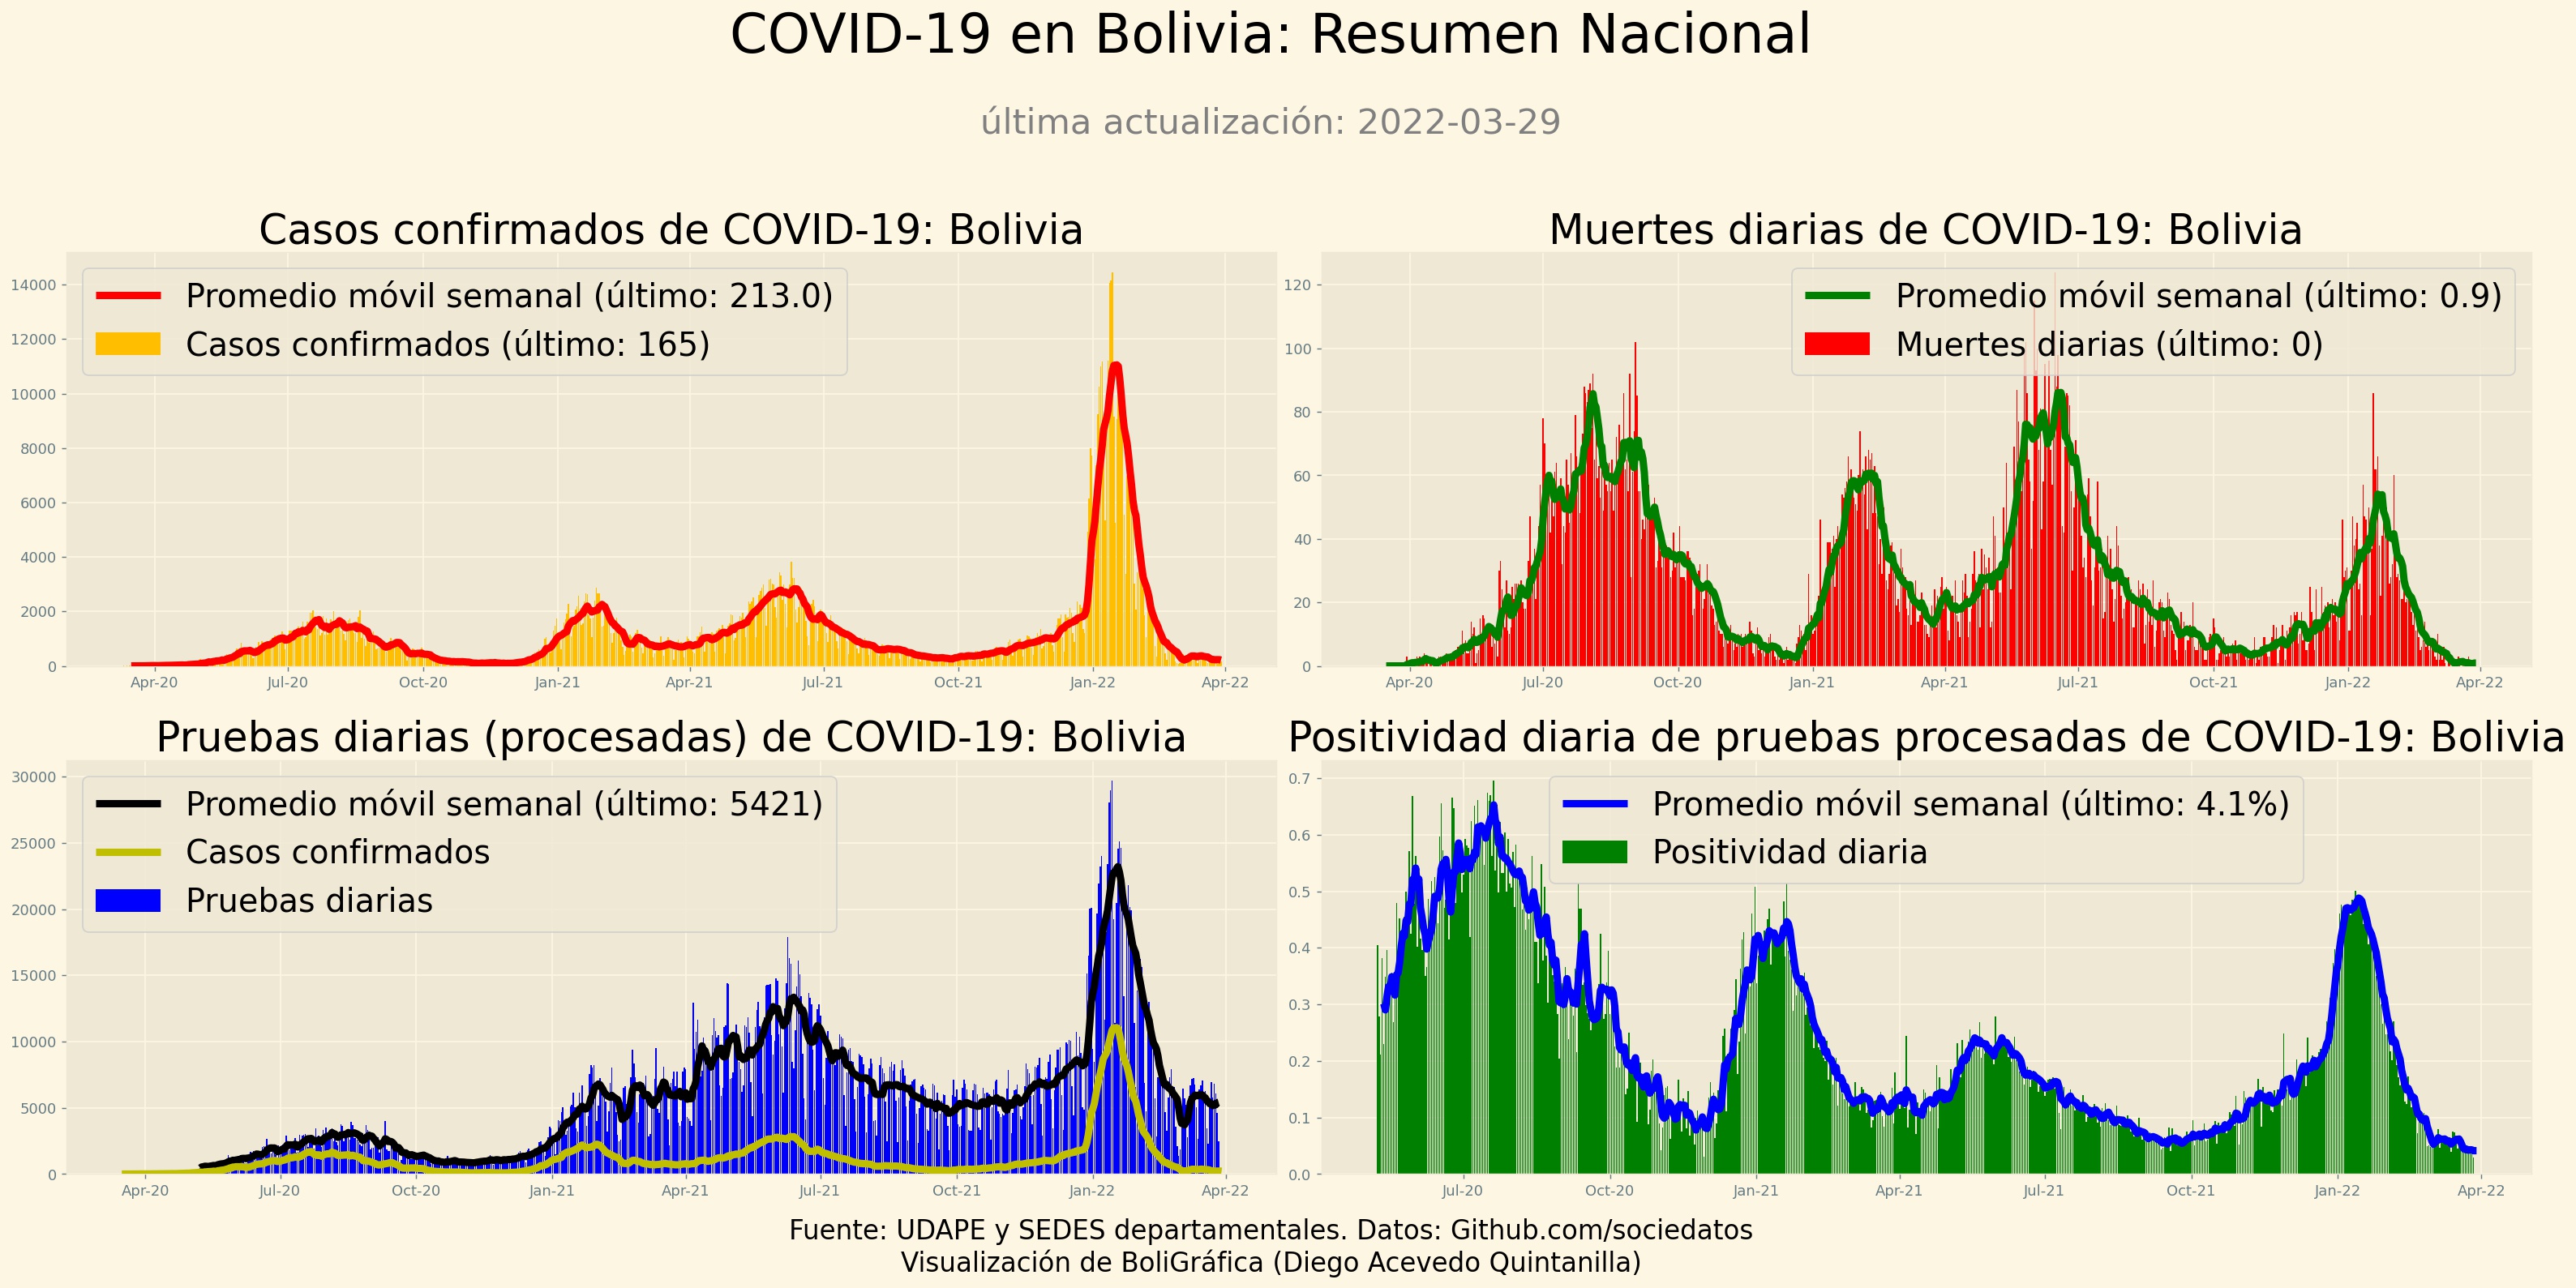 COVID-19 en Bolivia: Resumen Nacional
última actualización: 2022-03-29
Casos confirmados de COVID-19: Bolivia
Promedio móvil semanal (último: 213.0)
Casos confirmados (último: 165)
14000
12000
10000
8000
6000
4000
2000
0
Apr-20 Jul-20 Oct-20 Jan-21 Apr-21 Jul-21 Oct-21 Jan-22 Apr-22
Muertes diarias de COVID-19: Bolivia
Promedio móvil semanal (último: 0.9)
Muertes diarias (último: 0)
120
100
80
60
40
20
0
Apr-20 Jul-20 Oct-20 Jan-21 Apr-21 Jul-21 Oct-21 Jan-22 Apr-22
Pruebas diarias (procesadas) de COVID-19: Bolivia
Promedio móvil semanal (último: 5421)
Casos confirmados
Pruebas diarias
30000
25000
20000
15000
10000
5000
0
Apr-20 Jul-20 Oct-20 Jan-21 Apr-21 Jul-21 Oct-21 Jan-22 Apr-22
Positividad diaria de pruebas procesadas de COVID-19: Bolivia
Promedio móvil semanal (último: 4.1%)
Positividad diaria
0.7
0.6
0.5
0.4
0.3
0.2
0.1
0.0
Jul-20 Oct-20 Jan-21 Apr-21 Jul-21 Oct-21 Jan-22 Apr-22
Fuente: UDAPE y SEDES departamentales. Datos: Github.com/sociedatos
Visualización de BoliGráfica (Diego Acevedo Quintanilla)